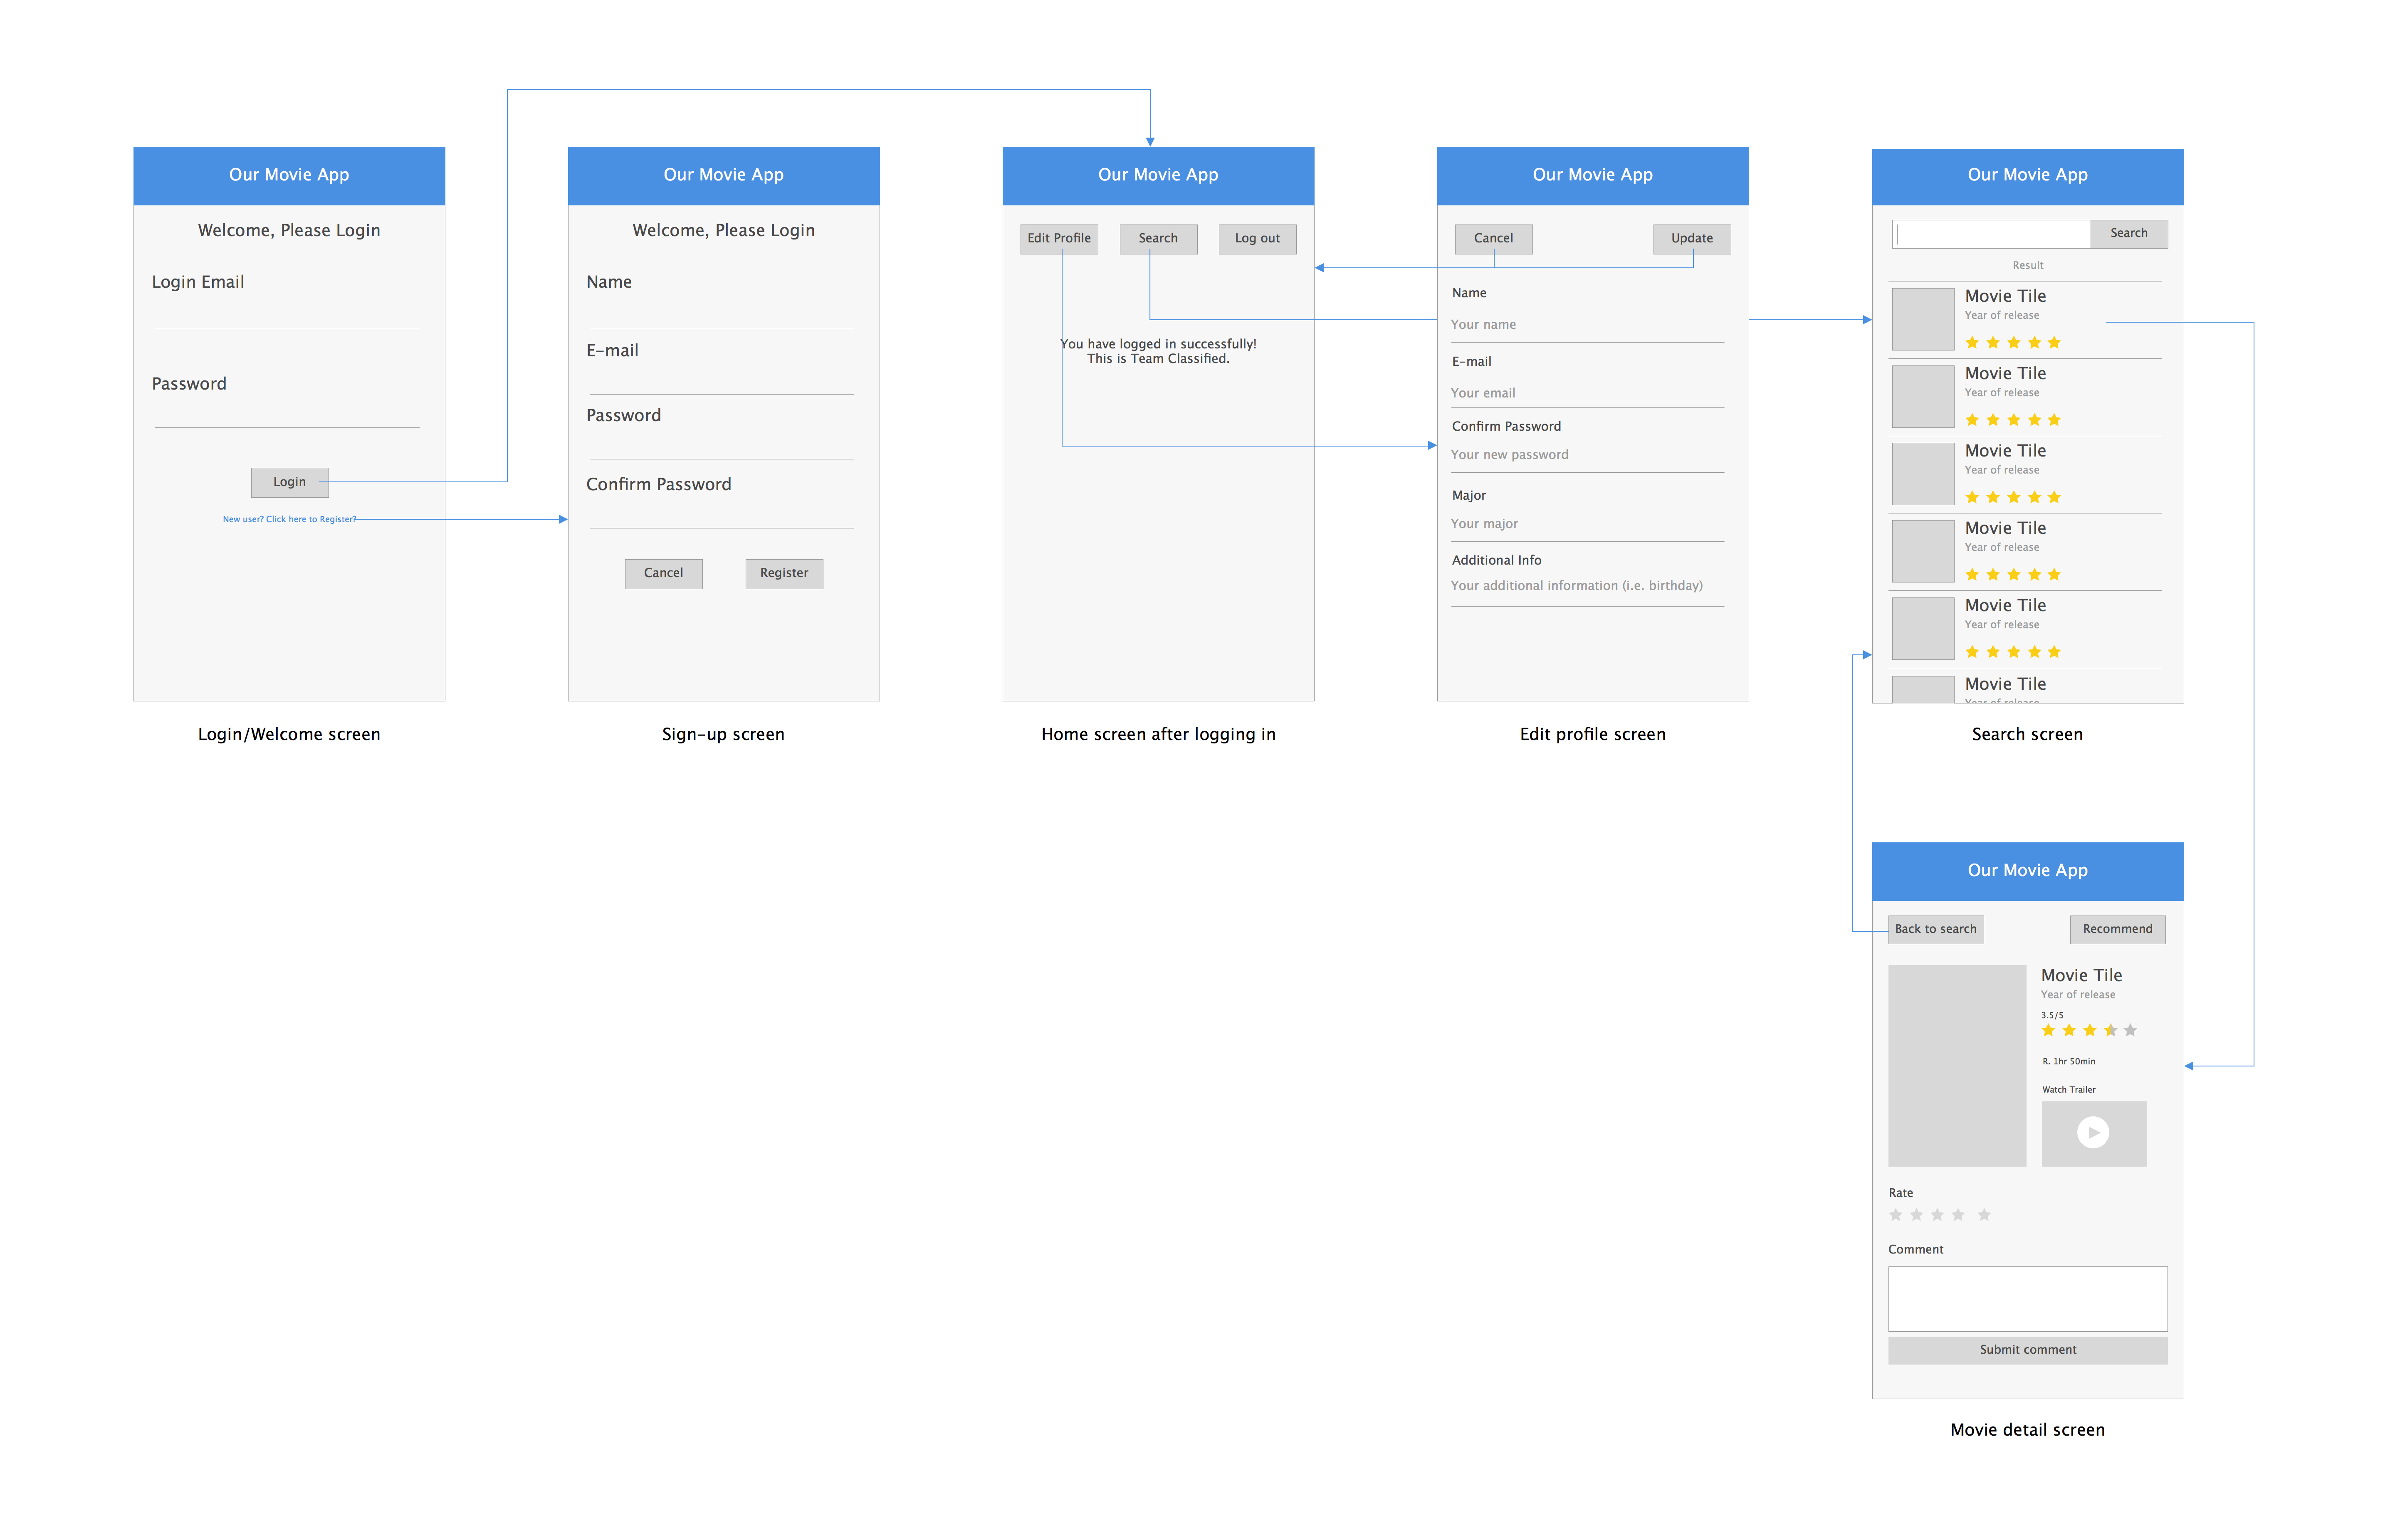 Our Movie App
Welcome, Please Login
Login Email
Password
Login
New user? Click here to Register?
Login/Welcome screen
Our Movie App
Welcome, Please Login
Name
E-mail
Password
Confirm Password
Cancel
Register
Sign-up screen
Our Movie App
Edit Profile
Search
Log out
You have logged in successfully!
This is Team Classified.
Home screen after logging in
Our Movie App
Cancel
Update
Name
Your name
E-mail
Your email
Confirm Password
Your new password
Major
Your major
Additional Info
Your additional information (i.e. birthday)
Edit profile screen
Our Movie App
Search
Result
Movie Tile
Year of release
Movie Tile
Year of release
Movie Tile
Year of release
Movie Tile
Year of release
Movie Tile
Year of release
Movie Tile
Year of release
Search screen
Our Movie App
Back to search
Recommend
Movie Tile
Year of release
3.5/5
R. 1hr 50min
Watch Trailer
Rate
Comment
Submit comment
Movie detail screen